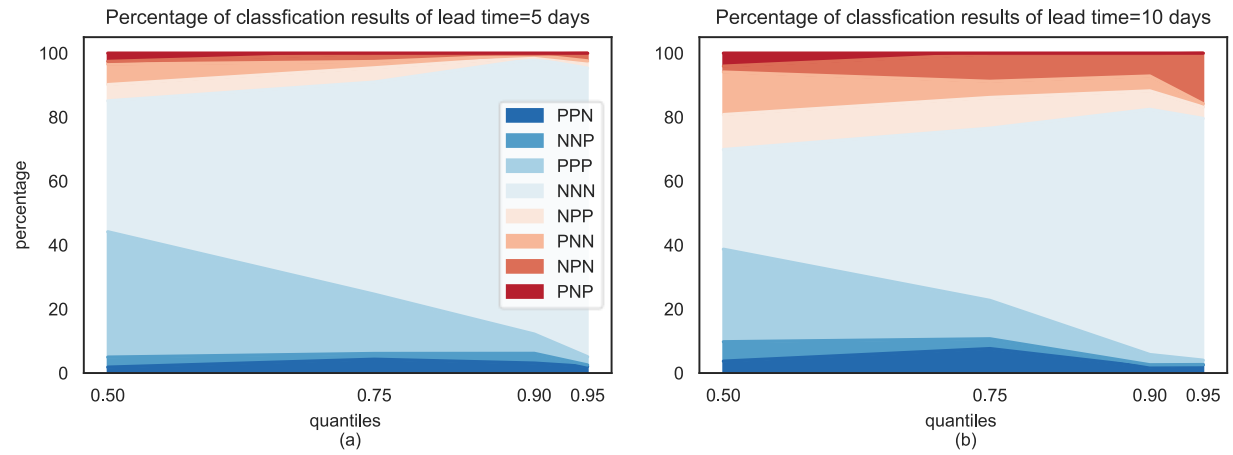 Percentage of classfication results of lead time=5 days
100
80
60
40
20
0
percentage
PPN
NNP
PPP
NNN
NPP
PNN
NPN
PNP
0.50 0.75 0.90 0.95
quantiles
(a)
Percentage of classfication results of lead time=10 days
100
80
60
40
20
0
0.50 0.75 0.90 0.95
quantiles
(b)